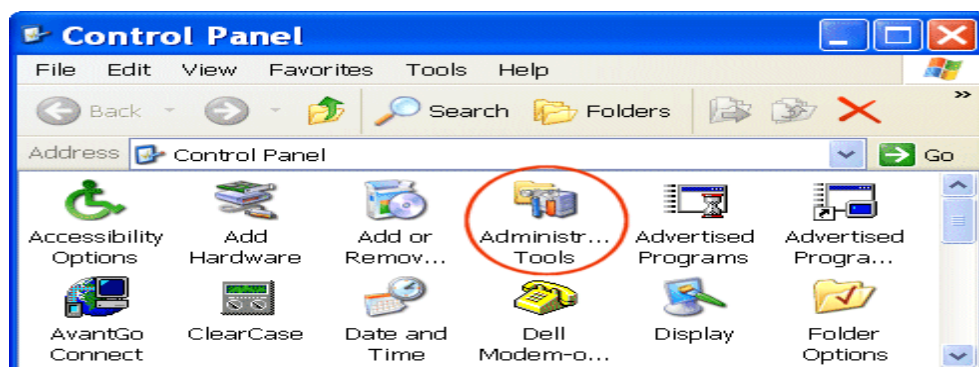 Control Panel
File Edit View Favorites Tools Help
Back Search Folders »
Address Control Panel Go
Accessibility Add Add or Administr... Advertised Advertised
Options Hardware Remov... Tools Programs Progra...
AvantGo ClearCase Date and Dell Display Folder
Connect Time Modem-o... Options